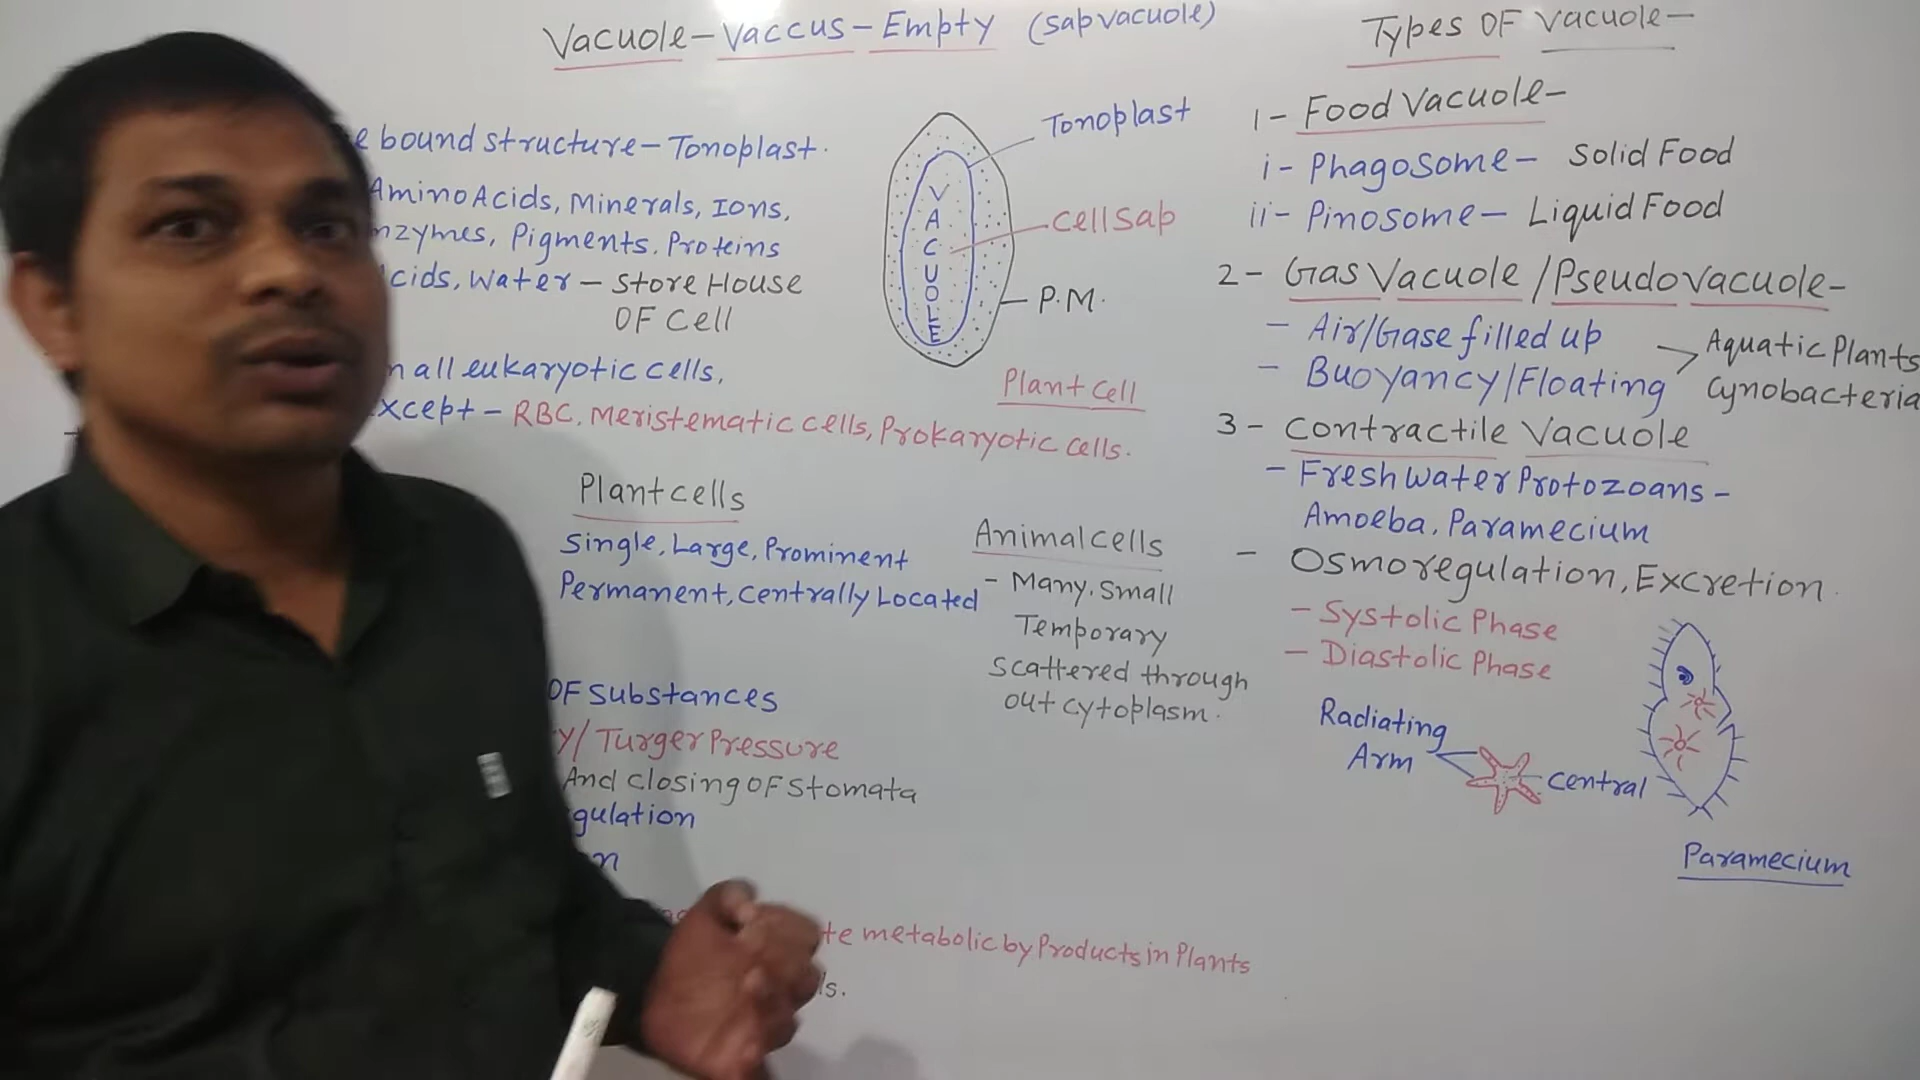 Vacuole-Vaccus-Empty (sap vacuole)
e bound structure-Tonoplast.
Amino Acids, Minerals, Ions,
nzymes, Pigments. Proteins
cids, water - store House
OF cell
n all eukaryotic cells,
xcept - RBC, Meristematic cells, Prokaryotic cells.
Tonoplast
VACUOLE
cell sap
P.M.
Plant cell
Plant cells
Single, Large, Prominent
Permanent, centrally Located
Animal cells
- Many, Small
Temporary
scattered through
out cytoplasm.
OF substances
y/ Turger Pressure
And closing OF Stomata
gulation
n
te metabolic by Products in Plants
ls.
Types OF Vacuole-
1- Food Vacuole-
i- Phagosome- Solid Food
ii- Pinosome- Liquid Food
2- Gas Vacuole / Pseudovacuole-
- Air/Gase filled up
- Buoyancy/Floating
Aquatic Plants
Cynobacteria
3- contractile Vacuole
- Fresh water Protozoans-
Amoeba, Paramecium
- Osmoregulation, Excretion.
- Systolic Phase
- Diastolic Phase
Radiating
Arm
central
Paramecium